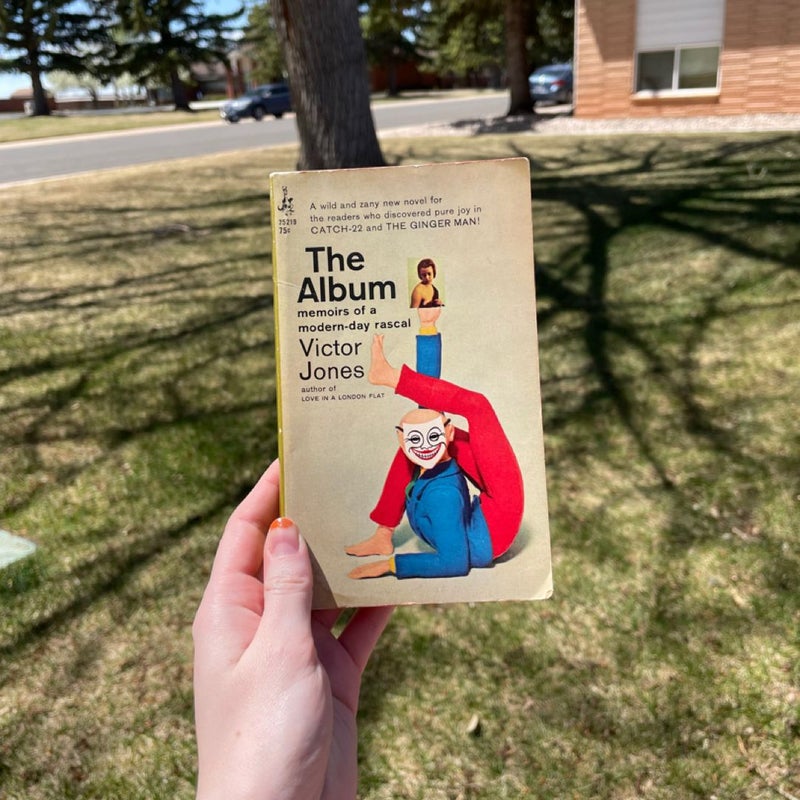 A wild and zany new novel for
the readers who discovered pure joy in
CATCH-22 and THE GINGER MAN!
75219
75c
The
Album
memoirs of a
modern-day rascal
Victor
Jones
author of
LOVE IN A LONDON FLAT